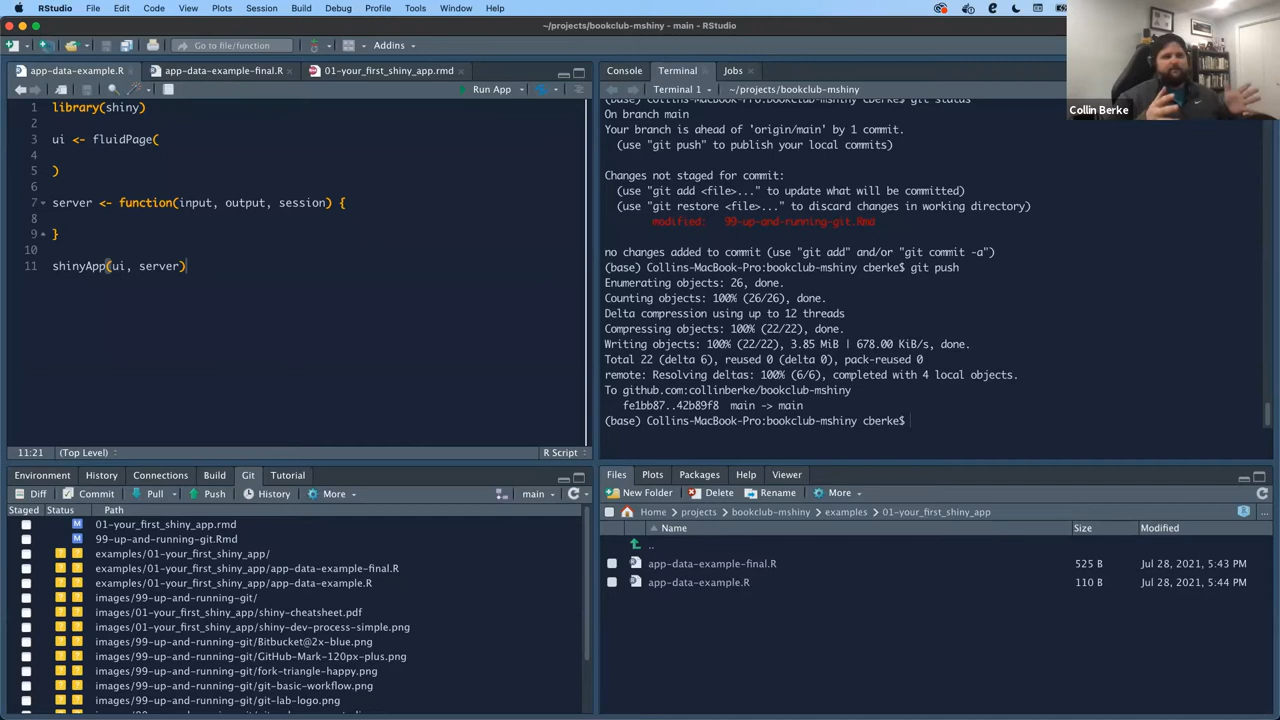 RStudio File Edit Code View Plots Session Build Debug Profile Tools Window Help
~/projects/bookclub-mshiny - main - RStudio
Go to file/function Addins
app-data-example.R app-data-example-final.R 01-your_first_shiny_app.rmd
Run App
1 library(shiny)
2
3 ui <- fluidPage(
4
5 )
6
7 server <- function(input, output, session) {
8
9 }
10
11 shinyApp(ui, server)
11:21 (Top Level) R Script
Console Terminal Jobs
Terminal 1 ~/projects/bookclub-mshiny
(base) Collins-MacBook-Pro:bookclub-mshiny cberke$ git status
On branch main
Your branch is ahead of 'origin/main' by 1 commit.
(use "git push" to publish your local commits)
Changes not staged for commit:
(use "git add <file>..." to update what will be committed)
(use "git restore <file>..." to discard changes in working directory)
modified: 99-up-and-running-git.Rmd
no changes added to commit (use "git add" and/or "git commit -a")
(base) Collins-MacBook-Pro:bookclub-mshiny cberke$ git push
Enumerating objects: 26, done.
Counting objects: 100% (26/26), done.
Delta compression using up to 12 threads
Compressing objects: 100% (22/22), done.
Writing objects: 100% (22/22), 3.85 MiB | 678.00 KiB/s, done.
Total 22 (delta 6), reused 0 (delta 0), pack-reused 0
remote: Resolving deltas: 100% (6/6), completed with 4 local objects.
To github.com:collinberke/bookclub-mshiny
fe1bb87..42b89f8 main -> main
(base) Collins-MacBook-Pro:bookclub-mshiny cberke$
Collin Berke
Environment History Connections Build Git Tutorial
Diff Commit Pull Push History More main
Staged Status Path
M 01-your_first_shiny_app.rmd
M 99-up-and-running-git.Rmd
? ? examples/01-your_first_shiny_app/
? ? examples/01-your_first_shiny_app/app-data-example-final.R
? ? examples/01-your_first_shiny_app/app-data-example.R
? ? images/99-up-and-running-git/
? ? images/01-your_first_shiny_app/shiny-cheatsheet.pdf
? ? images/01-your_first_shiny_app/shiny-dev-process-simple.png
? ? images/99-up-and-running-git/Bitbucket@2x-blue.png
? ? images/99-up-and-running-git/GitHub-Mark-120px-plus.png
? ? images/99-up-and-running-git/fork-triangle-happy.png
? ? images/99-up-and-running-git/git-basic-workflow.png
? ? images/99-up-and-running-git/git-lab-logo.png
Files Plots Packages Help Viewer
New Folder Delete Rename More
Home projects bookclub-mshiny examples 01-your_first_shiny_app ...
Name Size Modified
..
app-data-example-final.R 525 B Jul 28, 2021, 5:43 PM
app-data-example.R 110 B Jul 28, 2021, 5:44 PM